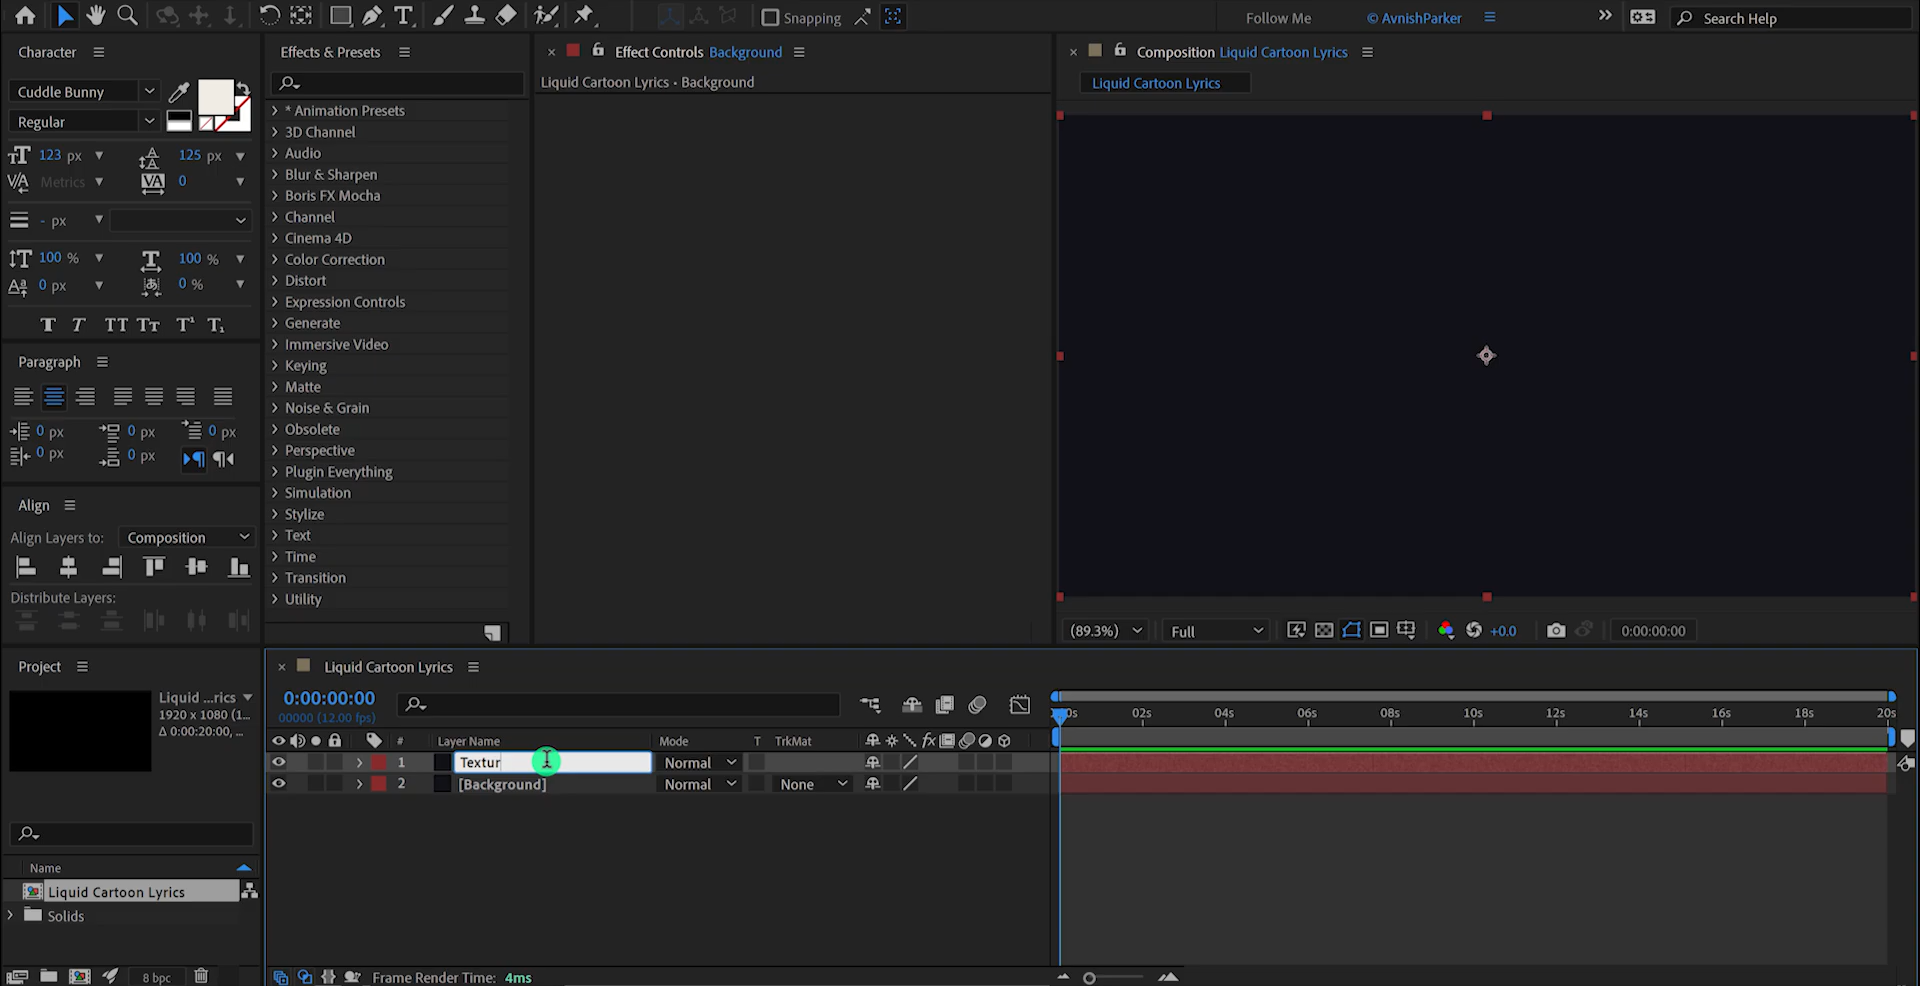 Snapping
Follow Me
© AvnishParker
Search Help
Character
Effects & Presets
Effect Controls Background
Composition Liquid Cartoon Lyrics
Liquid Cartoon Lyrics • Background
Liquid Cartoon Lyrics
Cuddle Bunny
Regular
123 px
125 px
Metrics
0
- px
100 %
100 %
0 px
0 %
T T TT Tt T¹ T₁
Paragraph
0 px
0 px
0 px
0 px
0 px
Align
Align Layers to:
Composition
Distribute Layers:
* Animation Presets
3D Channel
Audio
Blur & Sharpen
Boris FX Mocha
Channel
Cinema 4D
Color Correction
Distort
Expression Controls
Generate
Immersive Video
Keying
Matte
Noise & Grain
Obsolete
Perspective
Plugin Everything
Simulation
Stylize
Text
Time
Transition
Utility
(89.3%)
Full
+0.0
0:00:00:00
Project
Liquid ...rics
1920 x 1080 (1...
Δ 0:00:20:00, ...
Name
Liquid Cartoon Lyrics
Solids
8 bpc
Liquid Cartoon Lyrics
0:00:00:00
00000 (12.00 fps)
0s 02s 04s 06s 08s 10s 12s 14s 16s 18s 20s
# Layer Name Mode T TrkMat
1 Textur Normal
2 [Background] Normal None
Frame Render Time: 4ms